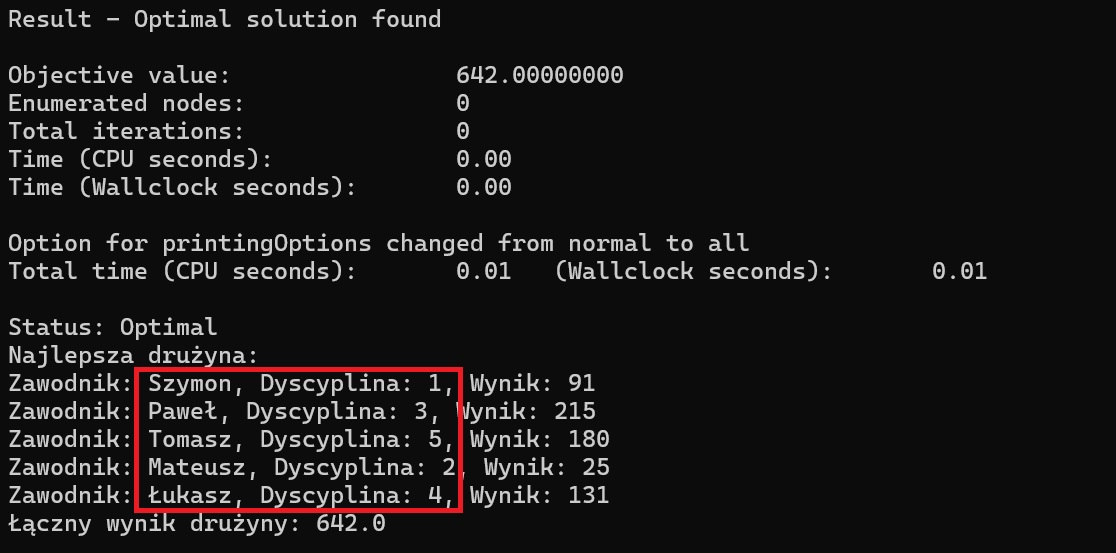 Result - Optimal solution found
Objective value: 642.00000000
Enumerated nodes: 0
Total iterations: 0
Time (CPU seconds): 0.00
Time (Wallclock seconds): 0.00
Option for printingOptions changed from normal to all
Total time (CPU seconds): 0.01 (Wallclock seconds): 0.01
Status: Optimal
Najlepsza drużyna:
Zawodnik: Szymon, Dyscyplina: 1, Wynik: 91
Zawodnik: Paweł, Dyscyplina: 3, Wynik: 215
Zawodnik: Tomasz, Dyscyplina: 5, Wynik: 180
Zawodnik: Mateusz, Dyscyplina: 2, Wynik: 25
Zawodnik: Łukasz, Dyscyplina: 4, Wynik: 131
Łączny wynik drużyny: 642.0